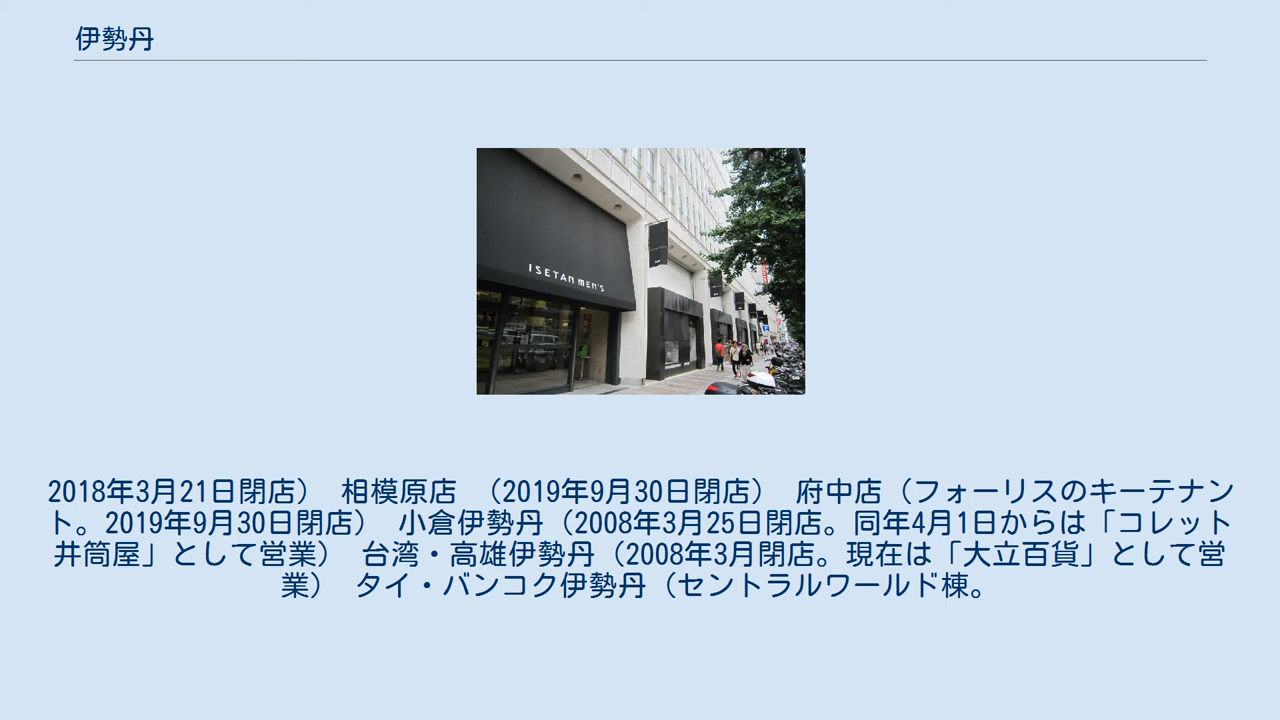 伊勢丹
ISETAN MEN'S
2018年3月21日閉店） 相模原店 （2019年9月30日閉店） 府中店（フォーリスのキーテナン
ト。2019年9月30日閉店） 小倉伊勢丹（2008年3月25日閉店。同年4月1日からは「コレット
井筒屋」として営業） 台湾・高雄伊勢丹（2008年3月閉店。現在は「大立百貨」として営
業） タイ・バンコク伊勢丹（セントラルワールド棟。